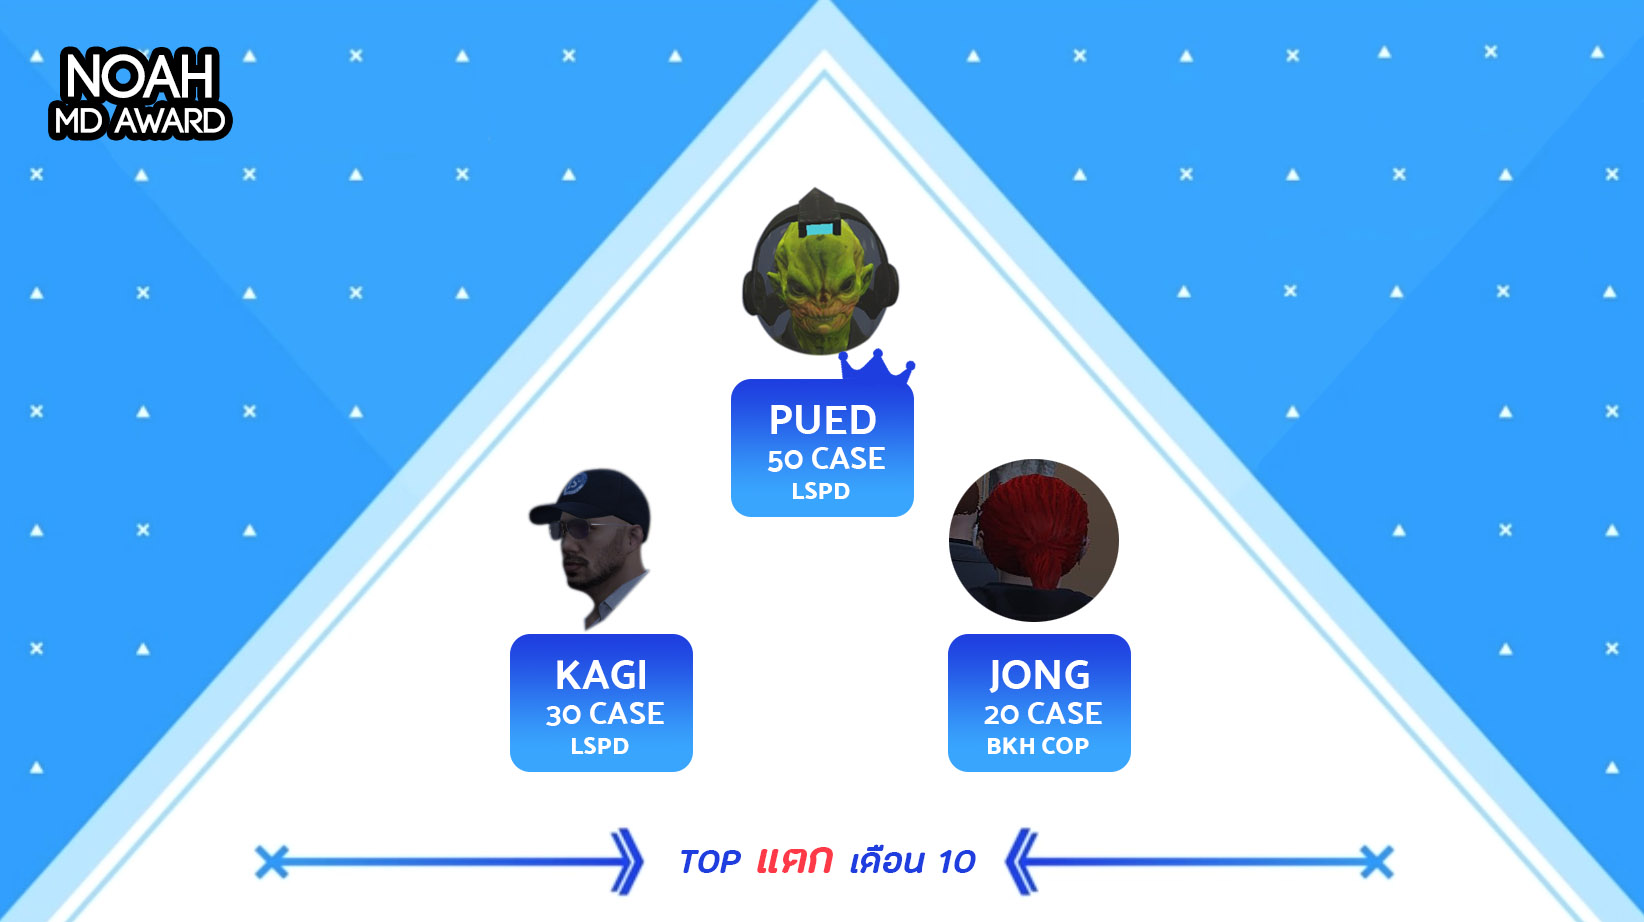 NOAH
MD AWARD
PUED
50 CASE
LSPD
KAGI
30 CASE
LSPD
JONG
20 CASE
BKH COP
TOP แตก เดือน 10